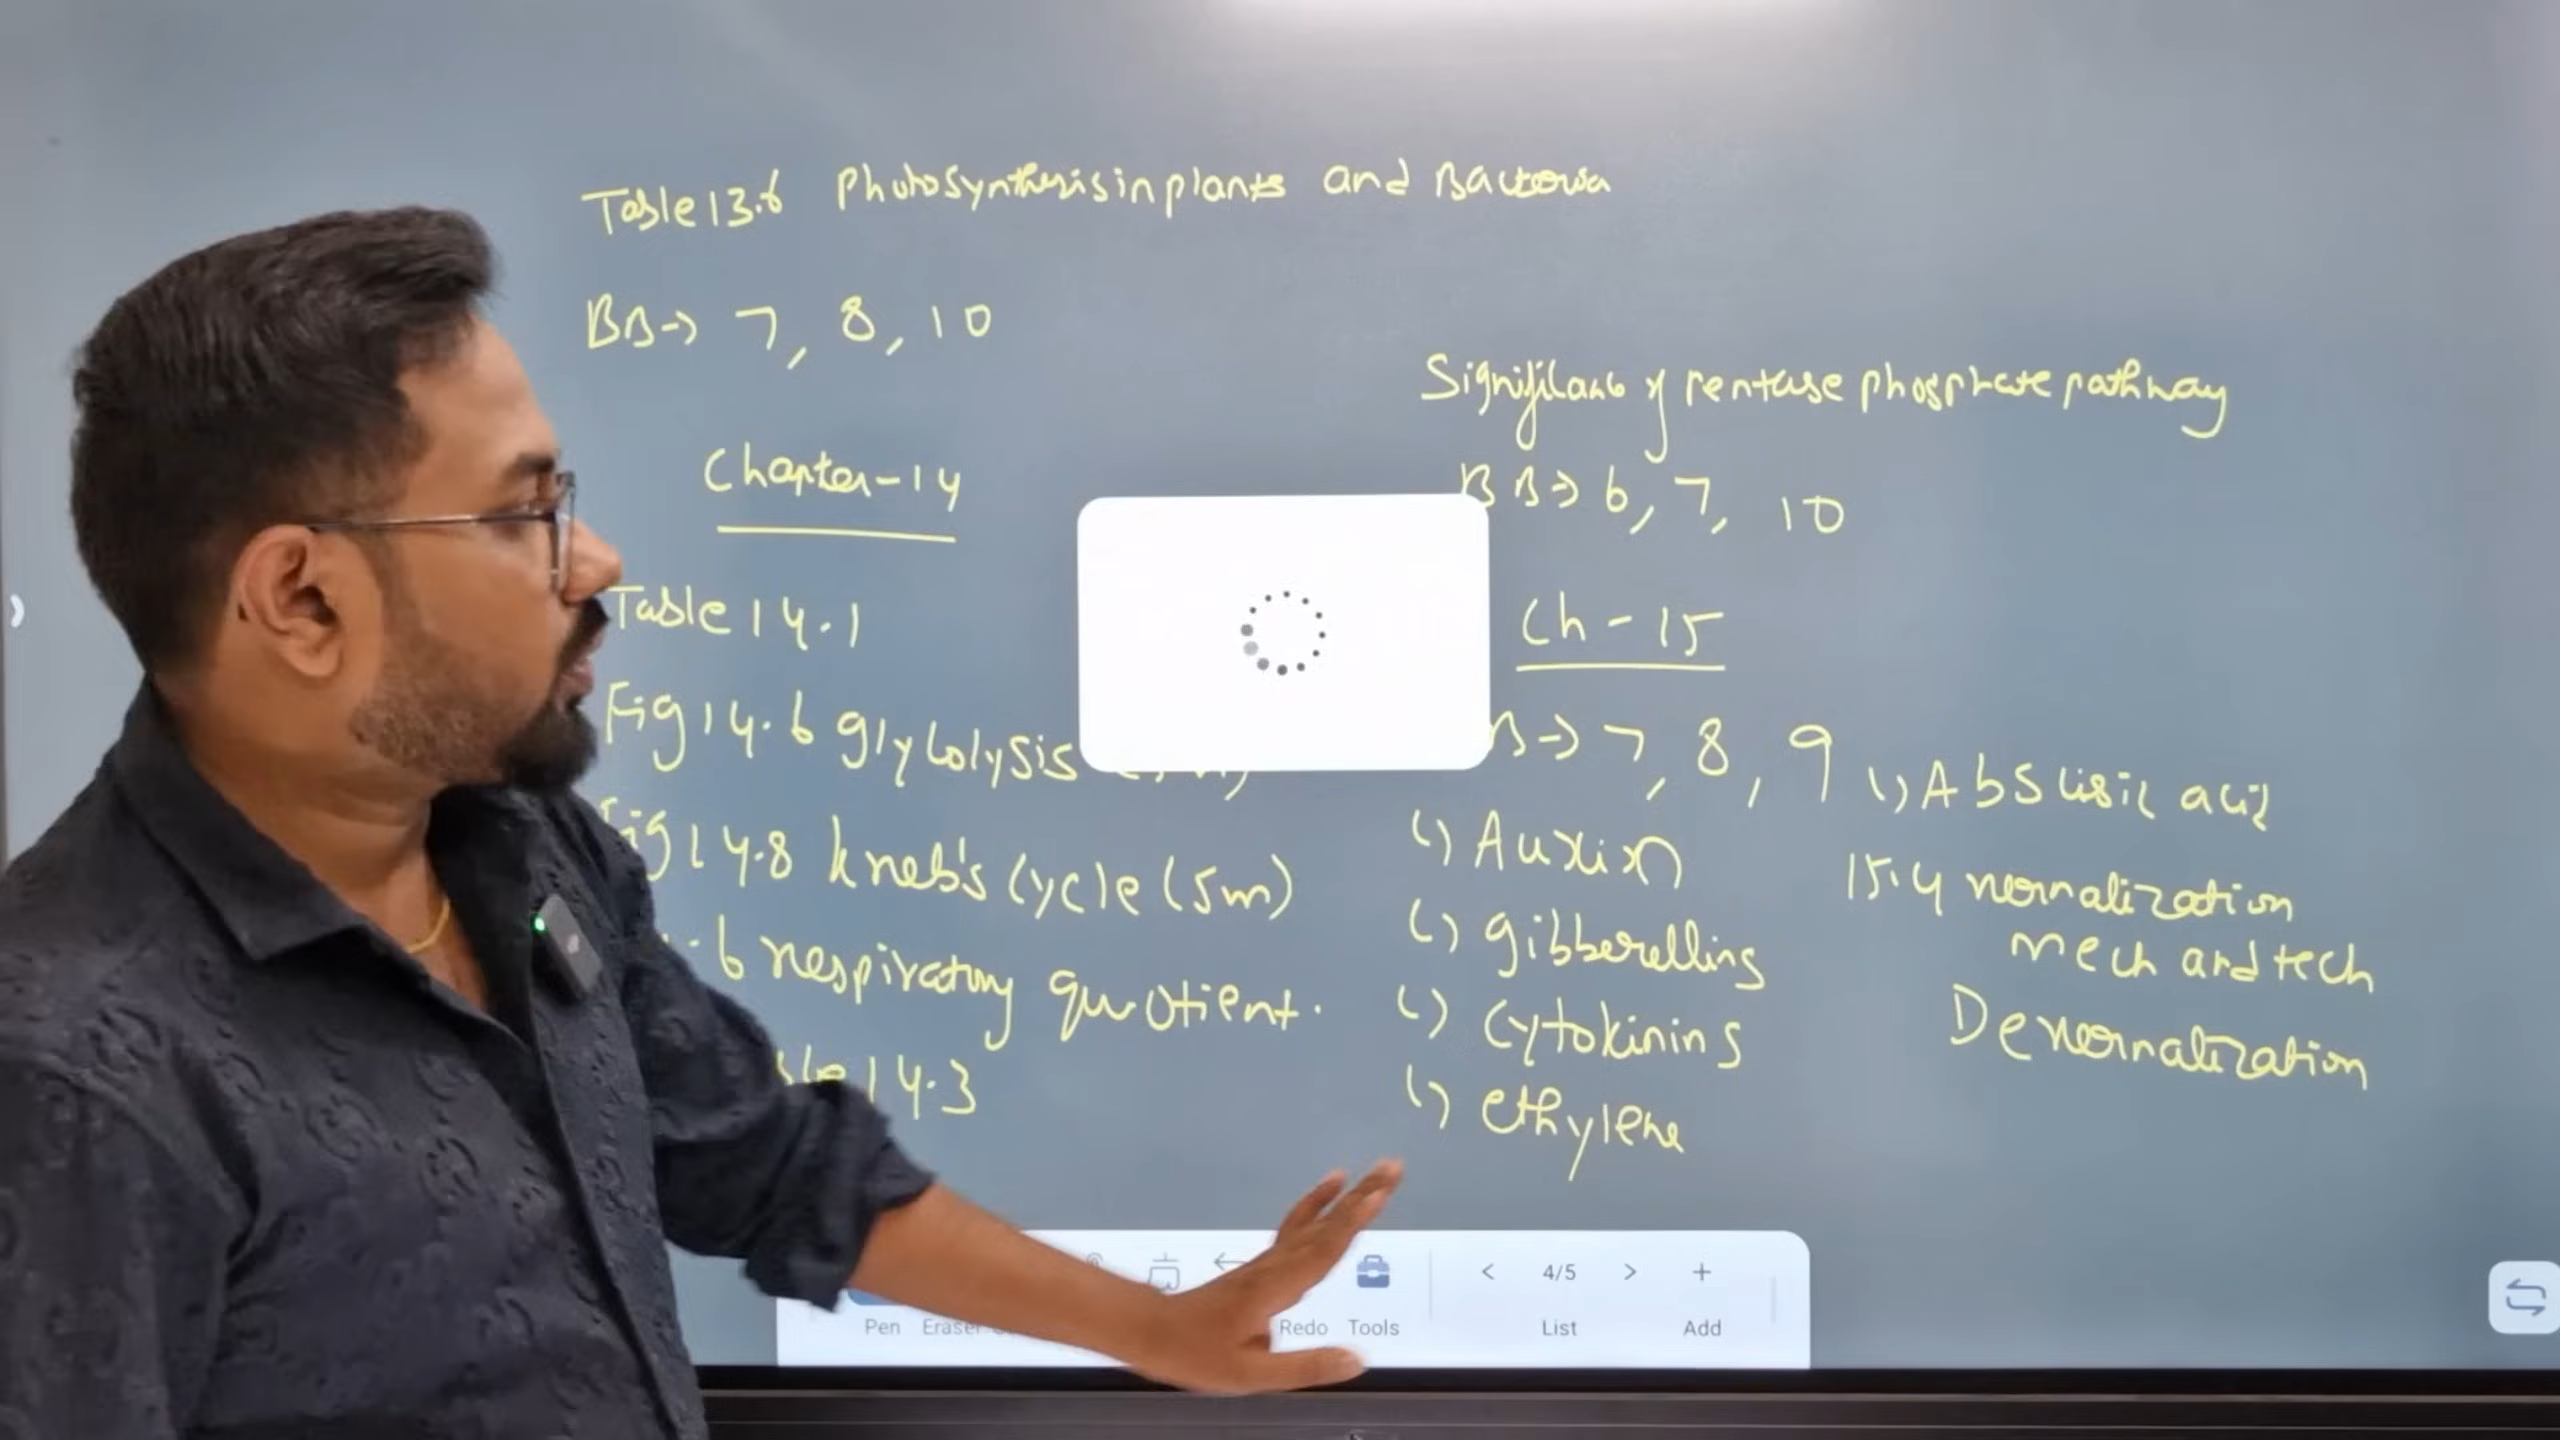 Table 13.6 Photosynthesis in plants and Bacteria
BB→ 7, 8, 10
Chapter-14
Table 14.1
Fig 14.6 glycolysis
Fig 14.8 kreb's cycle (5m)
6 respiratory quotient.
14.3
Significanc of pentose phosphate pathway
BB→ 6, 7, 10
Ch-15
B→ 7, 8, 9
i) Auxin
i) gibberellins
i) cytokinins
i) ethylene
i) Abscisic acid
15.4 vernalization
mech and tech
Devernalization
Pen Eraser Redo Tools
< 4/5 > +
List Add